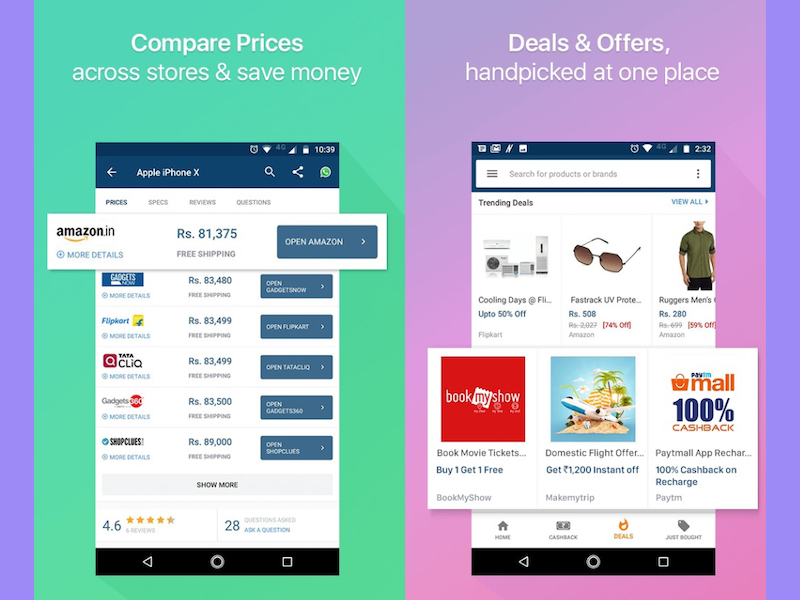 Compare Prices
across stores & save money
4G 10:39
Apple iPhone X
PRICES SPECS REVIEWS QUESTIONS
amazon.in
Rs. 81,375
OPEN AMAZON
MORE DETAILS
FREE SHIPPING
GADGETS NOW
Rs. 83,480
OPEN GADGETSNOW
MORE DETAILS
FREE SHIPPING
Flipkart
Rs. 83,499
OPEN FLIPKART
MORE DETAILS
FREE SHIPPING
TATA CLiQ
Rs. 83,499
OPEN TATACLIQ
MORE DETAILS
FREE SHIPPING
Gadgets 360
Rs. 83,500
OPEN GADGETS360
MORE DETAILS
FREE SHIPPING
SHOPCLUES
Rs. 89,000
OPEN SHOPCLUES
MORE DETAILS
FREE SHIPPING
SHOW MORE
4.6
6 REVIEWS
28
QUESTIONS ASKED
ASK A QUESTION
Deals & Offers,
handpicked at one place
4G 2:32
Search for products or brands
Trending Deals
VIEW ALL
Cooling Days @ Fli...
Upto 50% Off
Flipkart
Fastrack UV Prote...
Rs. 508
Rs. 2,027 [74% Off]
Amazon
Ruggers Men's
Rs. 280
Rs. 699 [59% Off]
Amazon
bookmyshow
Book Movie Tickets...
Buy 1 Get 1 Free
BookMyShow
Domestic Flight Offer...
Get ₹1,200 Instant off
Makemytrip
Paytm
mall
100%
CASHBACK
Paytmall App Rechar...
100% Cashback on
Recharge
Paytm
HOME CASHBACK DEALS JUST BOUGHT